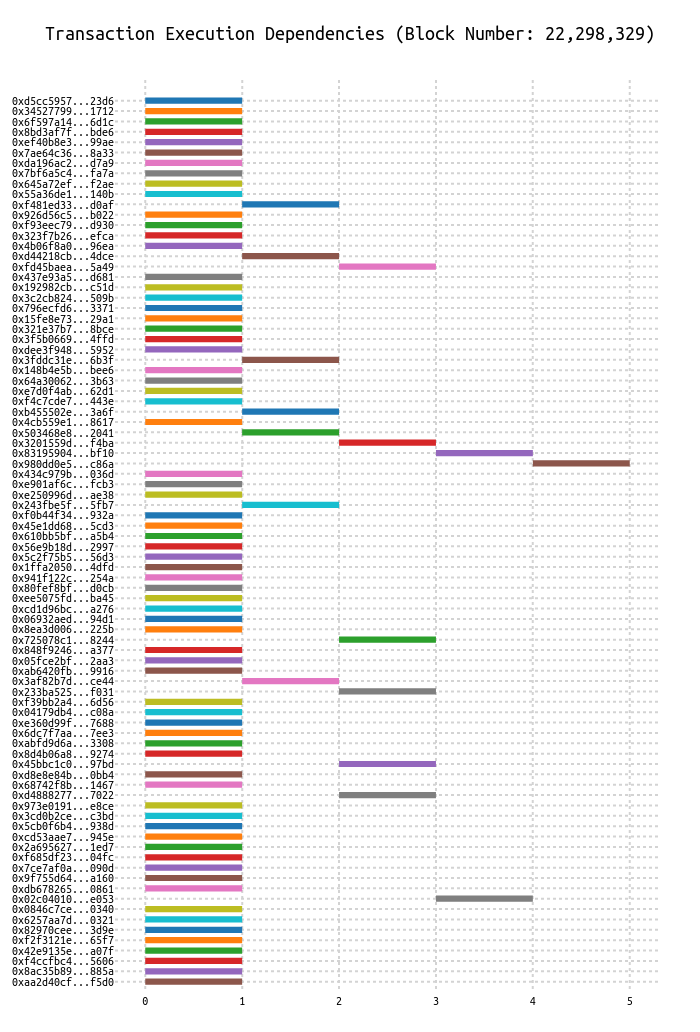 Transaction Execution Dependencies (Block Number: 22,298,329)
0xd5cc5957...23d6
0x34527799...1712
0x6f597a14...6d1c
0x8bd3af7f...bde6
0xef40b8e3...99ae
0x7ae64c36...8a33
0xda196ac2...d7a9
0x7bf6a5c4...fa7a
0x645a72ef...f2ae
0x55a36de1...140b
0xf481ed33...d0af
0x926d56c5...b022
0xf93eec79...d930
0x323f7b26...efca
0x4b06f8a0...96ea
0xd44218cb...4dce
0xfd45baea...5a49
0x437e93a5...d681
0x192982cb...c51d
0x3c2cb824...509b
0x796ecfd6...3371
0x15fe8e73...29a1
0x321e37b7...8bce
0x3f5b0669...4ffd
0xdee3f948...5952
0x3fddc31e...6b3f
0x148b4e5b...bee6
0x64a30062...3b63
0xe7d0f4ab...62d1
0xf4c7cde7...443e
0xb455502e...3a6f
0x4cb559e1...8617
0x503468e8...2041
0x3201559d...f4ba
0x83195904...bf10
0x980dd0e5...c86a
0x434c979b...036d
0xe901af6c...fcb3
0xe250996d...ae38
0x243fbe5f...5fb7
0xf0b44f34...932a
0x45e1dd68...5cd3
0x610bb5bf...a5b4
0x56e9b18d...2997
0x5c2f75b5...56d3
0x1ffa2050...4dfd
0x941f122c...254a
0x80fef8bf...d0cb
0xee5075fd...ba45
0xcd1d96bc...a276
0x06932aed...94d1
0x8ea3d006...225b
0x725078c1...8244
0x848f9246...a377
0x05fce2bf...2aa3
0xab6420fb...9916
0x3af82b7d...ce44
0x233ba525...f031
0xf39bb2a4...6d56
0x04179db4...c08a
0xe360d99f...7688
0x6dc7f7aa...7ee3
0xabfd9d6a...3308
0x8d4b06a8...9274
0x45bbc1c0...97bd
0xd8e8e84b...0bb4
0x68742f8b...1467
0xd4888277...7022
0x973e0191...e8ce
0x3cd0b2ce...c3bd
0x5cb0f6b4...938d
0xcd53aae7...945e
0x2a695627...1ed7
0xf685df23...04fc
0x7ce7af0a...090d
0x9f755d64...a160
0xdb678265...0861
0x02c04010...e053
0x0846c7ce...0340
0x6257aa7d...0321
0x82970cee...3d9e
0xf2f3121e...65f7
0x42e9135e...a07f
0xf4ccfbc4...5606
0x8ac35b89...885a
0xaa2d40cf...f5d0
0 1 2 3 4 5